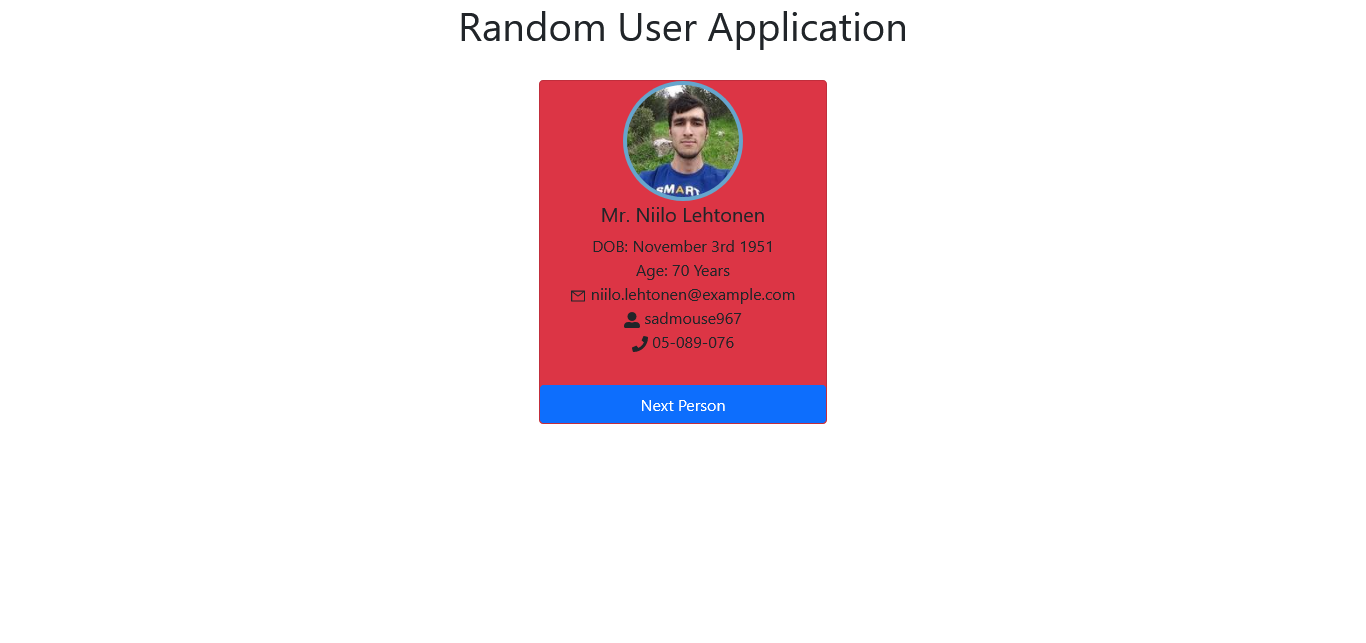 Random User Application
SMART
Mr. Niilo Lehtonen
DOB: November 3rd 1951
Age: 70 Years
niilo.lehtonen@example.com
sadmouse967
05-089-076
Next Person